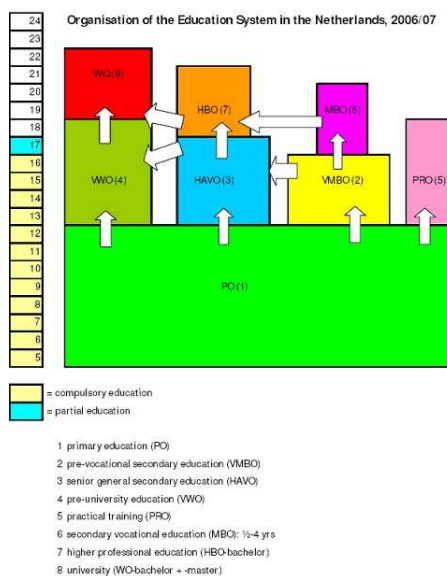 Organisation of the Education System in the Netherlands, 2006/07
24
23
22
21
20
19
18
17
16
15
14
13
12
11
10
9
8
7
6
5
WO (8)
HBO (7)
MBO (6)
VWO (4)
HAVO (3)
VMBO (2)
PRO (5)
PO (1)
= compulsory education
= partial education
1 primary education (PO)
2 pre-vocational secondary education (VMBO)
3 senior general secondary education (HAVO)
4 pre-university education (VWO)
5 practical training (PRO)
6 secondary vocational education (MBO): ½-4 yrs
7 higher professional education (HBO-bachelor)
8 university (WO-bachelor + -master)